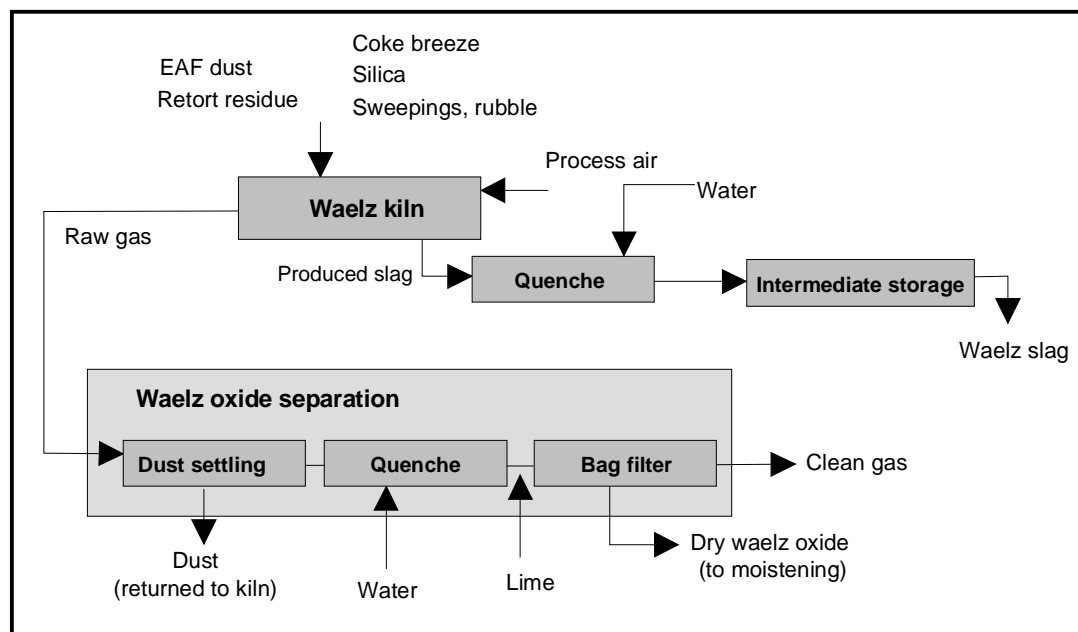 EAF dust
Retort residue
Coke breeze
Silica
Sweepings, rubble
Process air
Water
Waelz kiln
Raw gas
Produced slag
Quenche
Intermediate storage
Waelz slag
Waelz oxide separation
Dust settling
Quenche
Bag filter
Clean gas
Dust
(returned to kiln)
Water
Lime
Dry waelz oxide
(to moistening)